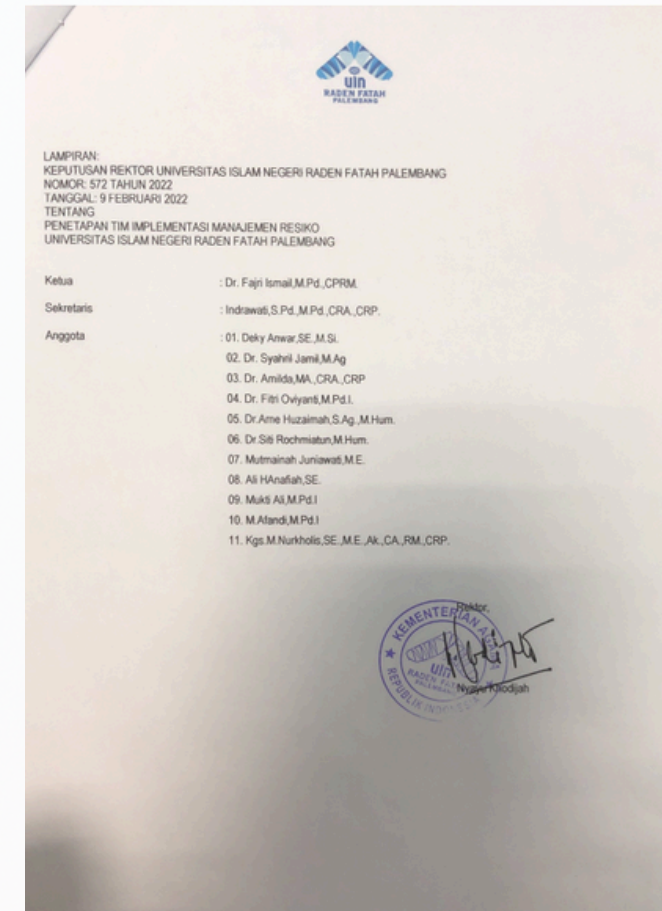 uin
RADEN FATAH
PALEMBANG
LAMPIRAN:
KEPUTUSAN REKTOR UNIVERSITAS ISLAM NEGERI RADEN FATAH PALEMBANG
NOMOR: 572 TAHUN 2022
TANGGAL: 9 FEBRUARI 2022
TENTANG
PENETAPAN TIM IMPLEMENTASI MANAJEMEN RESIKO
UNIVERSITAS ISLAM NEGERI RADEN FATAH PALEMBANG
Ketua : Dr. Fajri Ismail,M.Pd.,CPRM.
Sekretaris : Indrawati,S.Pd.,M.Pd.,CRA.,CRP.
Anggota : 01. Deky Anwar,SE.,M.Si.
02. Dr. Syahril Jamil,M.Ag
03. Dr. Amilda,MA.,CRA.,CRP
04. Dr. Fitri Oviyanti,M.Pd.I.
05. Dr.Arne Huzaimah,S.Ag.,M.Hum.
06. Dr.Siti Rochmiatun,M.Hum.
07. Mutmainah Juniawati,M.E.
08. Ali HAnafiah,SE.
09. Mukti Ali,M.Pd.I
10. M.Afandi,M.Pd.I
11. Kgs.M.Nurkholis,SE.,M.E.,Ak.,CA.,RM.,CRP.
Rektor,
KEMENTERIAN AGAMA
uin
RADEN FATAH
PALEMBANG
REPUBLIK INDONESIA
Nyayu Khodijah